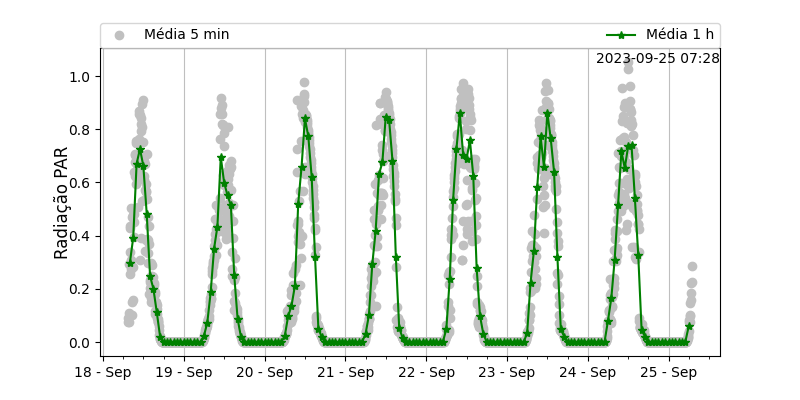 Média 5 min
Média 1 h
2023-09-25 07:28
Radiação PAR
1.0
0.8
0.6
0.4
0.2
0.0
18 - Sep
19 - Sep
20 - Sep
21 - Sep
22 - Sep
23 - Sep
24 - Sep
25 - Sep